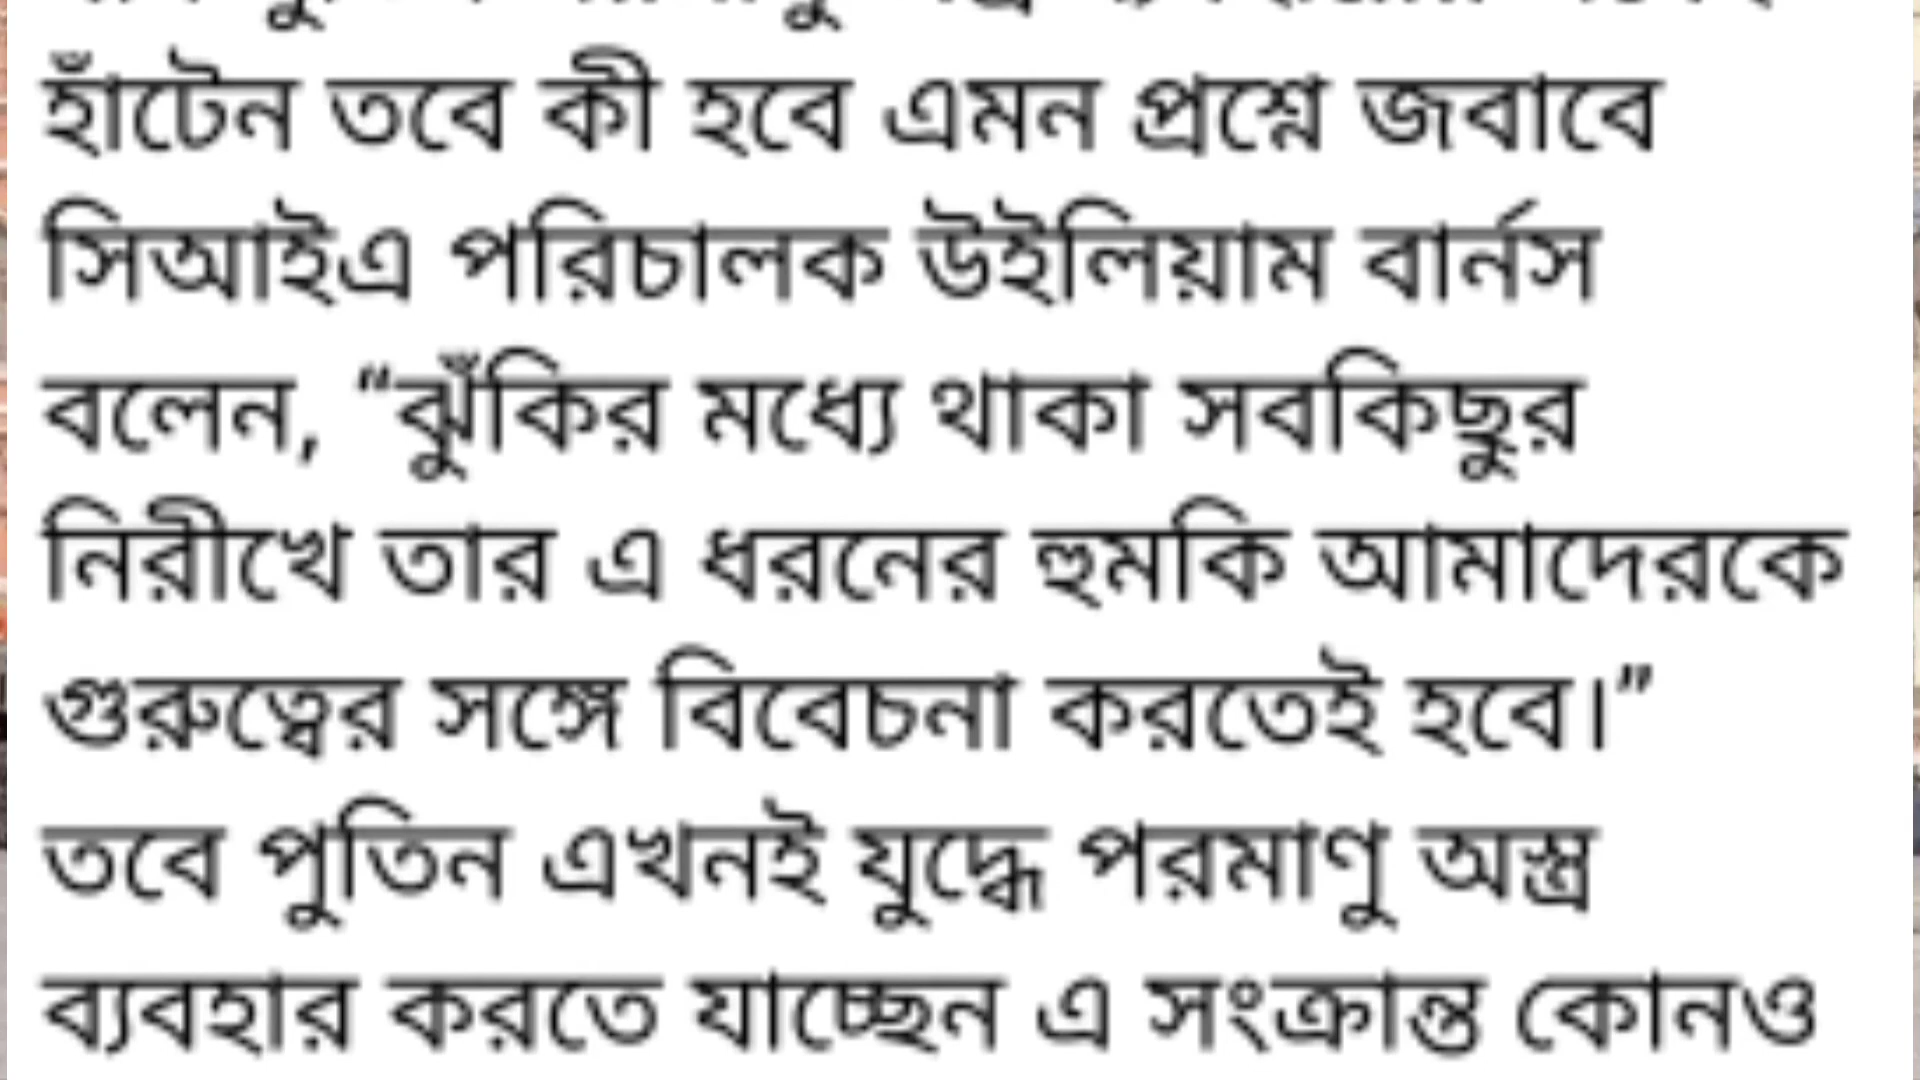 হাঁটেন তবে কী হবে এমন প্রশ্নে জবাবে
সিআইএ পরিচালক উইলিয়াম বার্নস
বলেন, “ঝুঁকির মধ্যে থাকা সবকিছুর
নিরীখে তার এ ধরনের হুমকি আমাদেরকে
গুরুত্বের সঙ্গে বিবেচনা করতেই হবে।”
তবে পুতিন এখনই যুদ্ধে পরমাণু অস্ত্র
ব্যবহার করতে যাচ্ছেন এ সংক্রান্ত কোনও